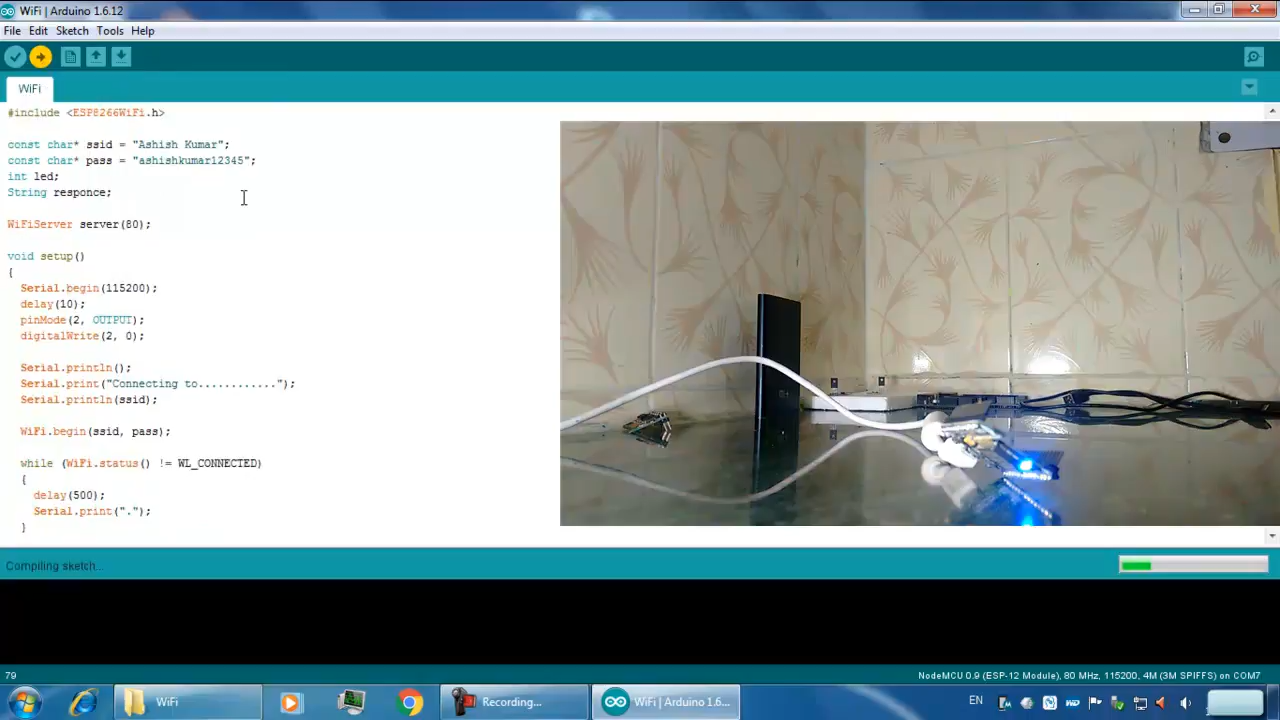 WiFi | Arduino 1.6.12
File Edit Sketch Tools Help
WiFi
#include <ESP8266WiFi.h>
const char* ssid = "Ashish Kumar";
const char* pass = "ashishkumar12345";
int led;
String responce;
WiFiServer server(80);
void setup()
{
Serial.begin(115200);
delay(10);
pinMode(2, OUTPUT);
digitalWrite(2, 0);
Serial.println();
Serial.print("Connecting to............");
Serial.println(ssid);
WiFi.begin(ssid, pass);
while (WiFi.status() != WL_CONNECTED)
{
delay(500);
Serial.print(".");
}
Compiling sketch...
79
NodeMCU 0.9 (ESP-12 Module), 80 MHz, 115200, 4M (3M SPIFFS) on COM7
WiFi
Recording...
WiFi | Arduino 1.6...
EN